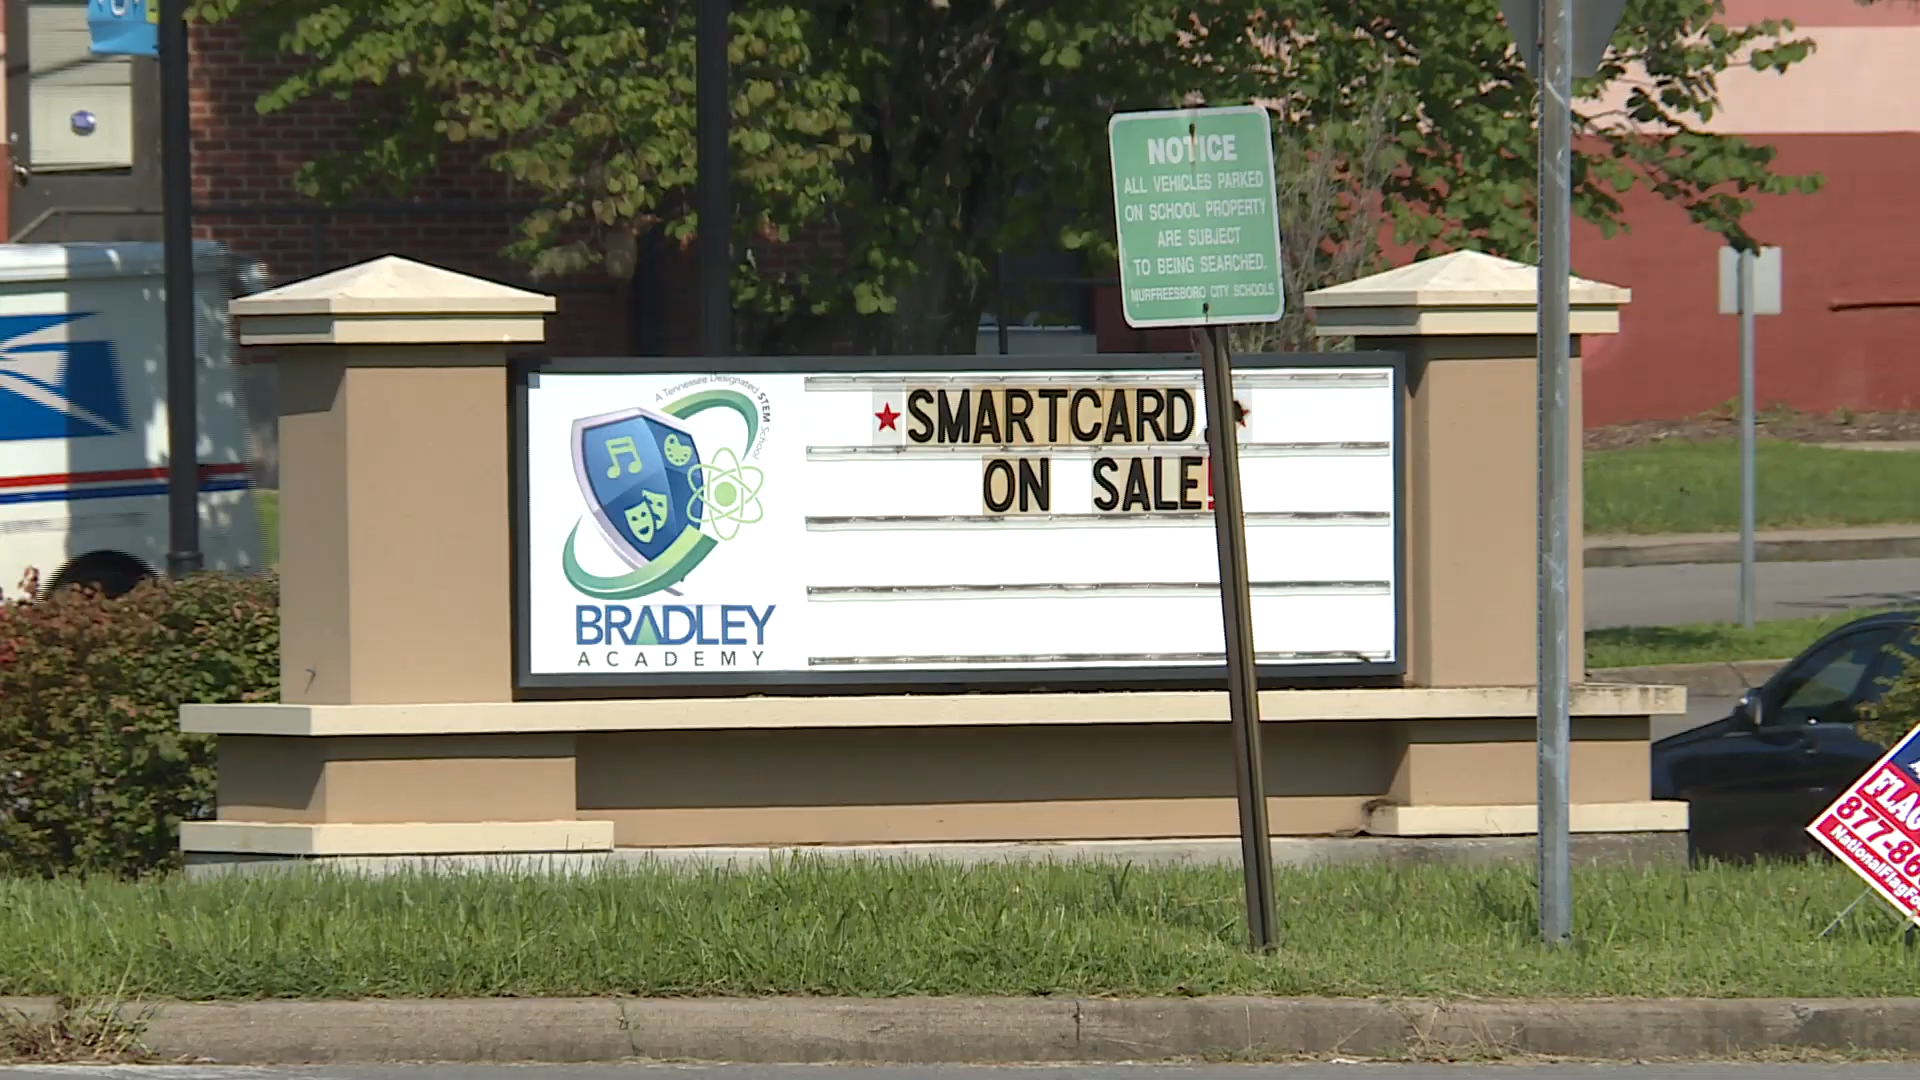 NOTICE
ALL VEHICLES PARKED
ON SCHOOL PROPERTY
ARE SUBJECT
TO BEING SEARCHED.
MURFREESBORO CITY SCHOOLS
A Tennessee Designated STEM School
BRADLEY
ACADEMY
SMARTCARD
ON SALE!
FLAG
877-86
NationalFlagFo